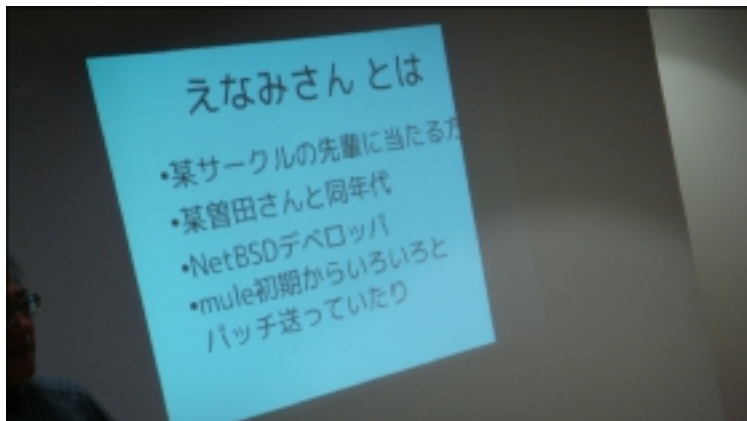 えなみさん とは
•某サークルの先輩に当たる方
•某曽田さんと同年代
•NetBSDデベロッパ
•mule初期からいろいろと
パッチ送っていたり